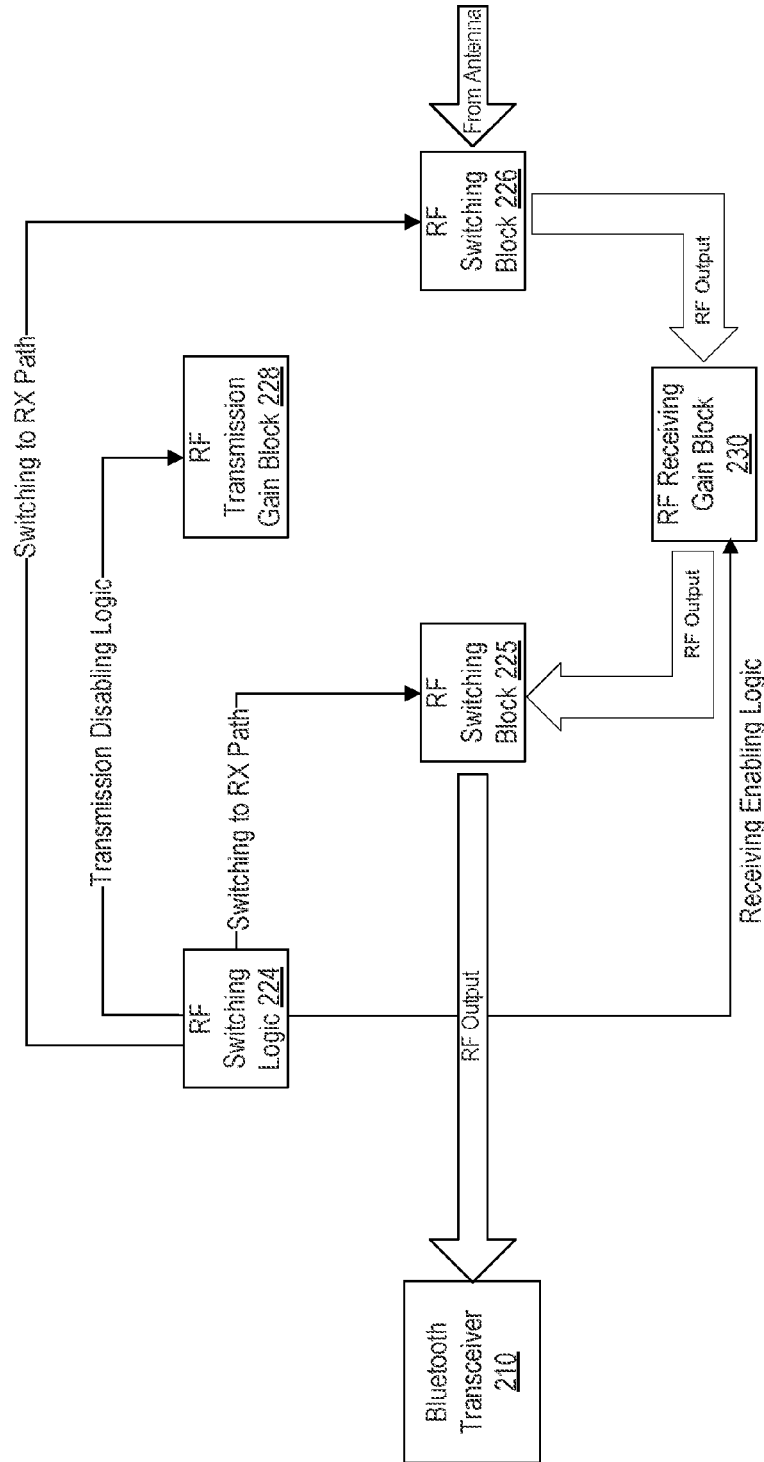 Switching to RX Path
Transmission Disabling Logic
RF
Switching
Logic 224
RF
Transmission
Gain Block 228
Switching to RX Path
Bluetooth
Transceiver
210
RF Output
RF
Switching
Block 225
RF
Switching
Block 226
From Antenna
RF Output
RF Receiving
Gain Block
230
RF Output
Receiving Enabling Logic